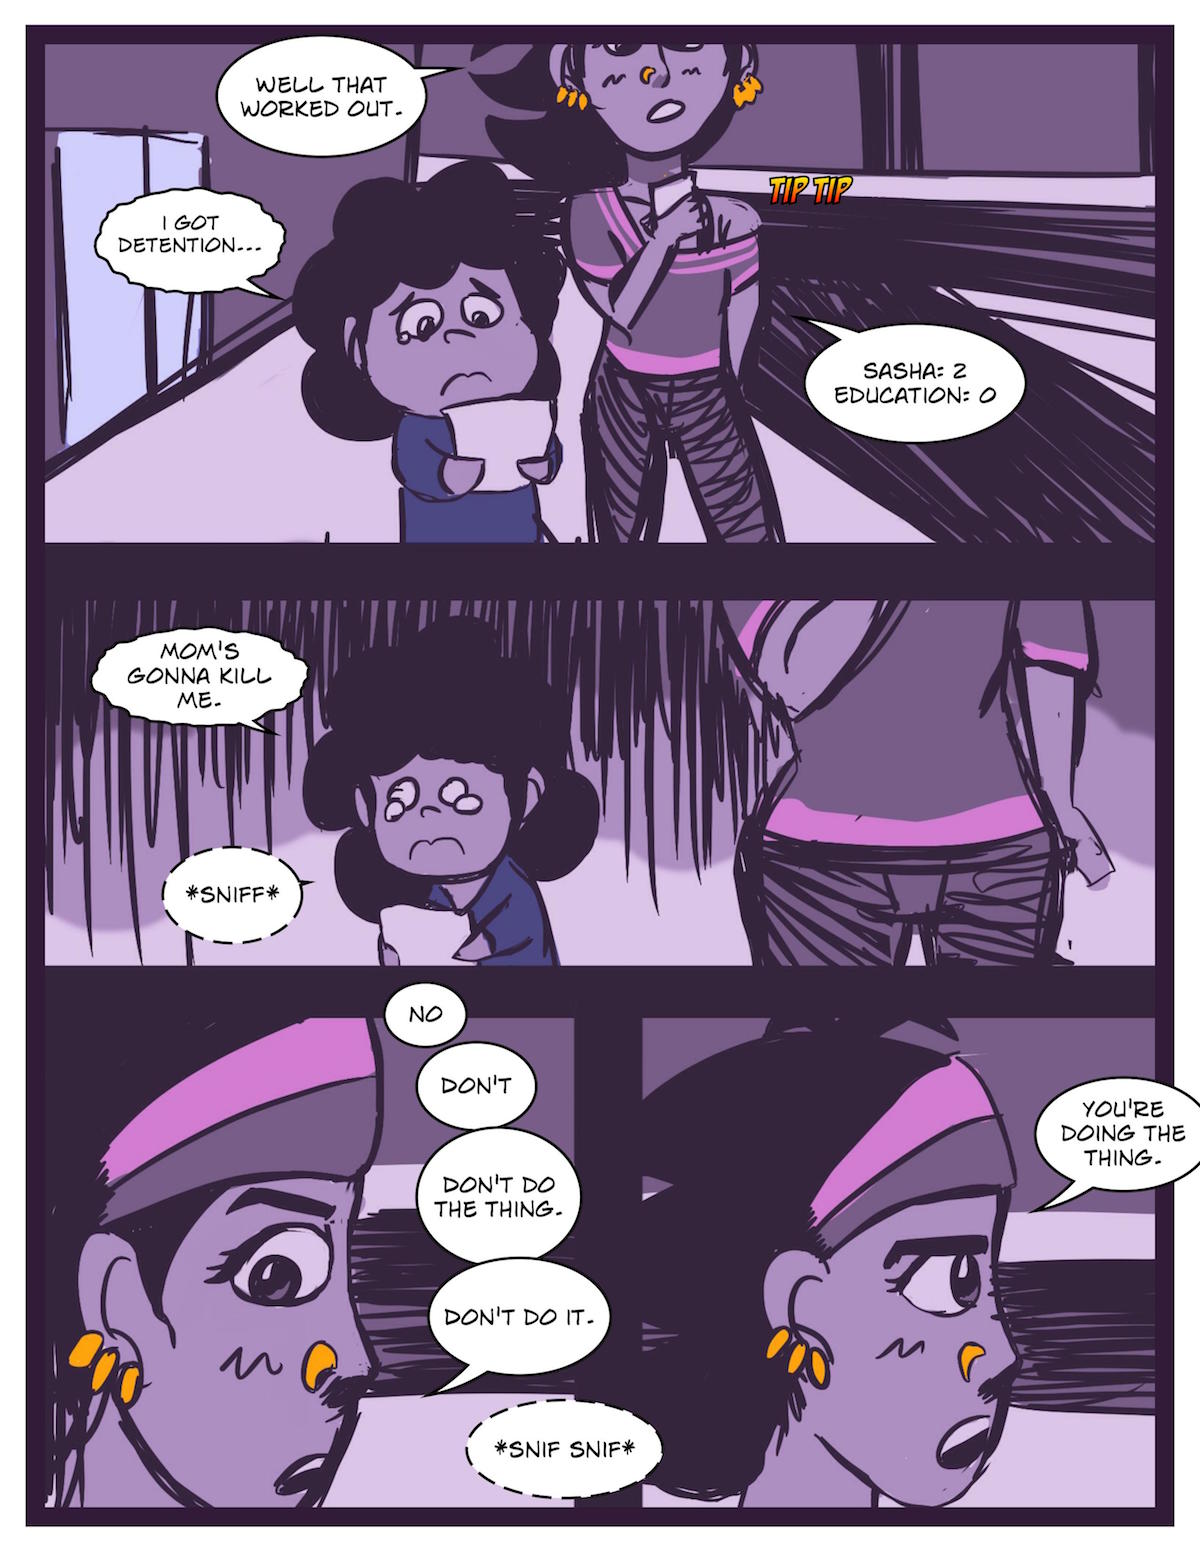 WELL THAT
WORKED OUT.
I GOT
DETENTION...
TIP TIP
SASHA: 2
EDUCATION: 0
MOM'S
GONNA KILL
ME.
*SNIFF*
NO
DON'T
DON'T DO
THE THING.
DON'T DO IT.
*SNIF SNIF*
YOU'RE
DOING THE
THING.